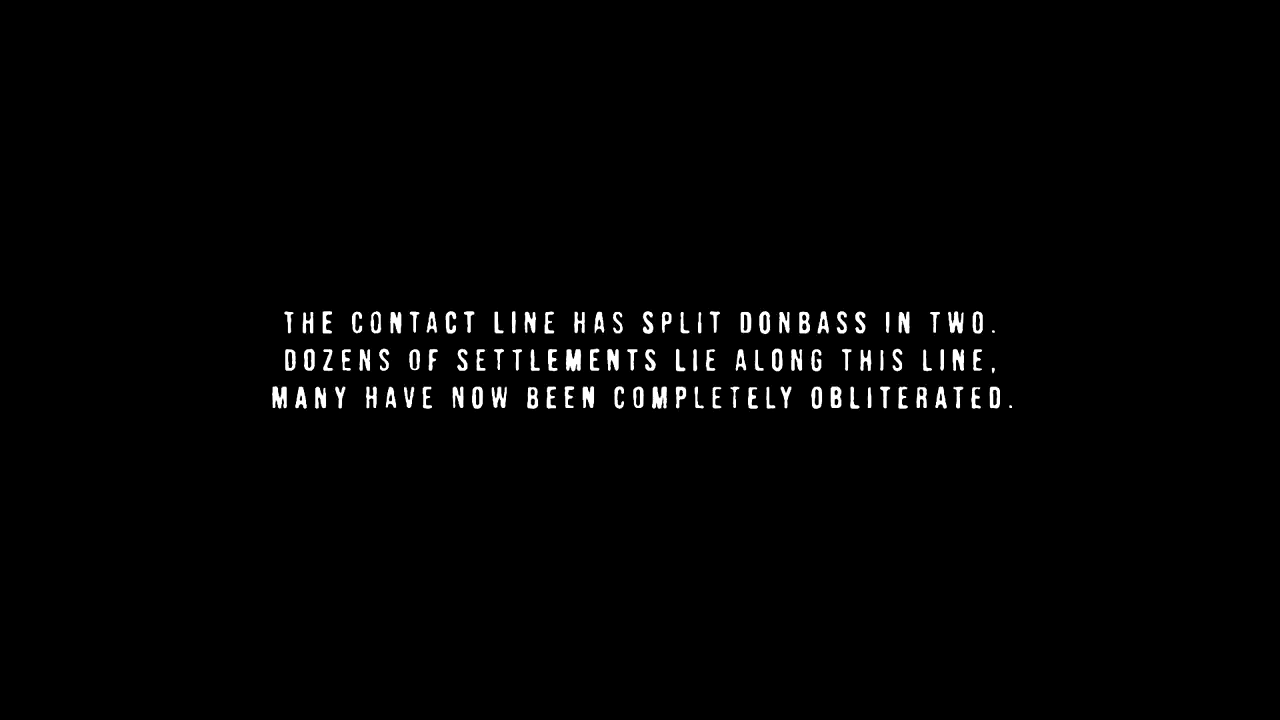 THE CONTACT LINE HAS SPLIT DONBASS IN TWO.
DOZENS OF SETTLEMENTS LIE ALONG THIS LINE,
MANY HAVE NOW BEEN COMPLETELY OBLITERATED.